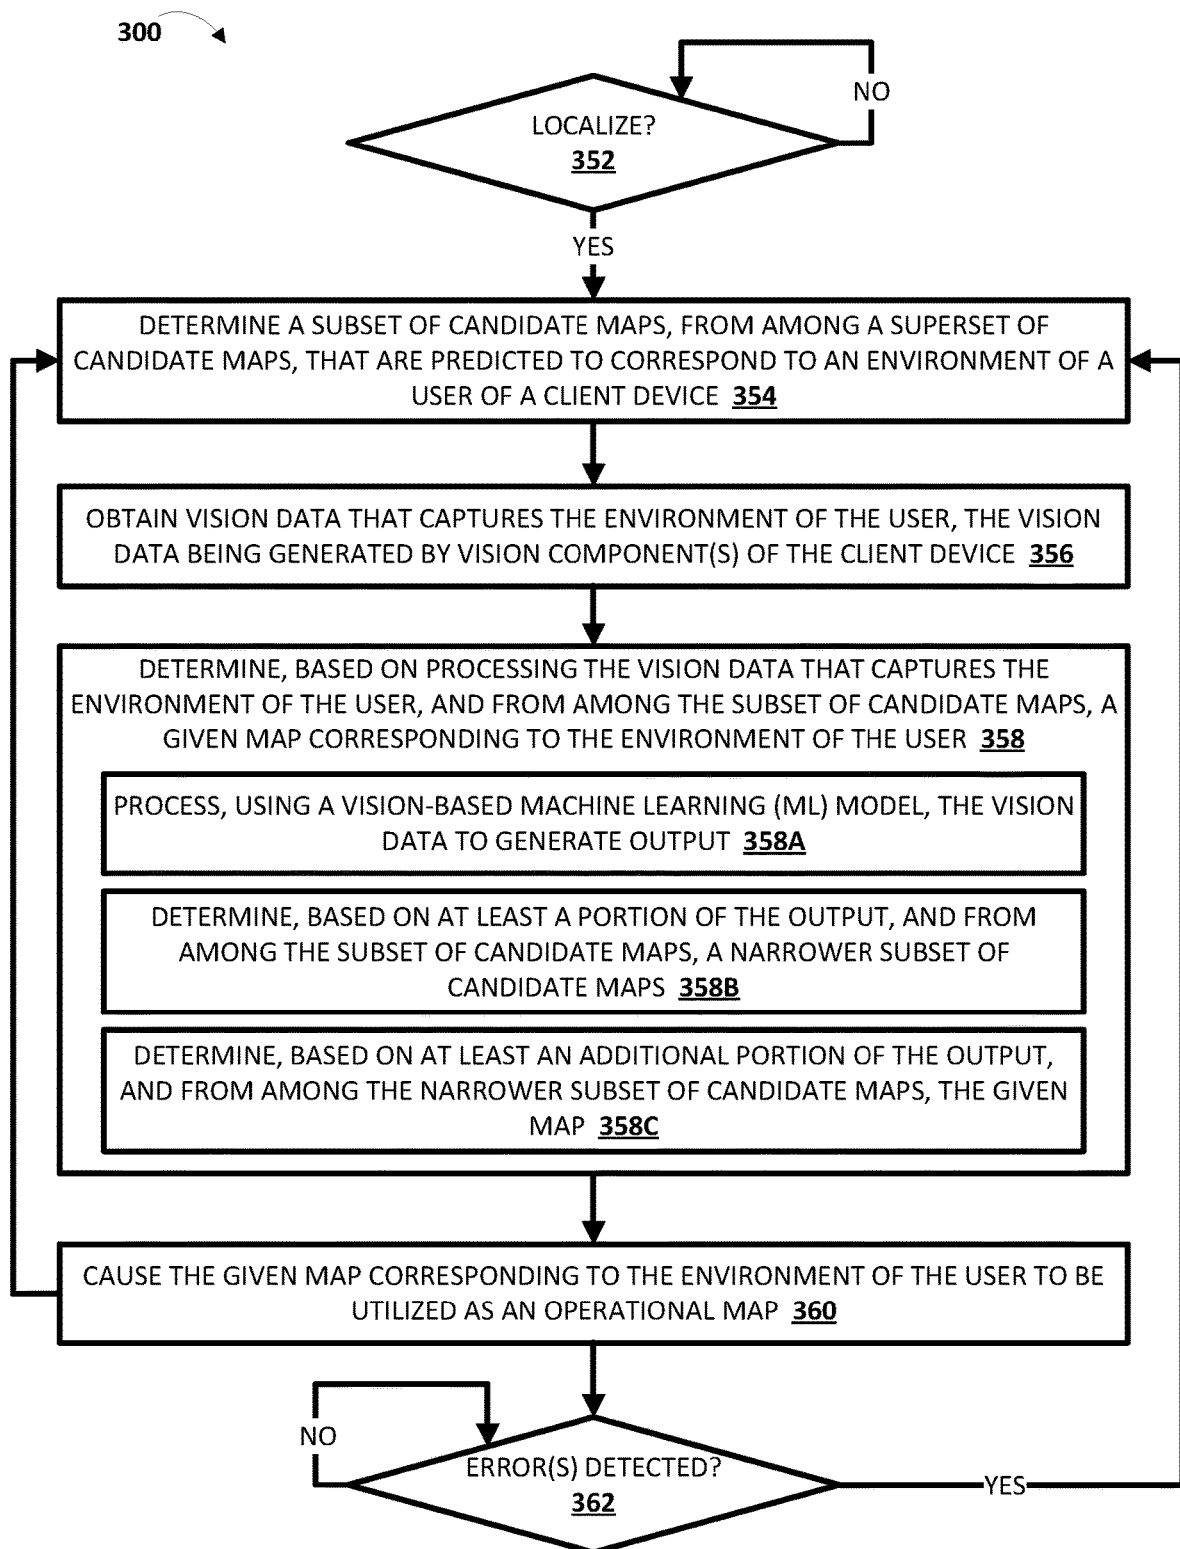 300
NO
LOCALIZE?
352
YES
DETERMINE A SUBSET OF CANDIDATE MAPS, FROM AMONG A SUPERSET OF
CANDIDATE MAPS, THAT ARE PREDICTED TO CORRESPOND TO AN ENVIRONMENT OF A
USER OF A CLIENT DEVICE 354
OBTAIN VISION DATA THAT CAPTURES THE ENVIRONMENT OF THE USER, THE VISION
DATA BEING GENERATED BY VISION COMPONENT(S) OF THE CLIENT DEVICE 356
DETERMINE, BASED ON PROCESSING THE VISION DATA THAT CAPTURES THE
ENVIRONMENT OF THE USER, AND FROM AMONG THE SUBSET OF CANDIDATE MAPS, A
GIVEN MAP CORRESPONDING TO THE ENVIRONMENT OF THE USER 358
PROCESS, USING A VISION-BASED MACHINE LEARNING (ML) MODEL, THE VISION
DATA TO GENERATE OUTPUT 358A
DETERMINE, BASED ON AT LEAST A PORTION OF THE OUTPUT, AND FROM
AMONG THE SUBSET OF CANDIDATE MAPS, A NARROWER SUBSET OF
CANDIDATE MAPS 358B
DETERMINE, BASED ON AT LEAST AN ADDITIONAL PORTION OF THE OUTPUT,
AND FROM AMONG THE NARROWER SUBSET OF CANDIDATE MAPS, THE GIVEN
MAP 358C
CAUSE THE GIVEN MAP CORRESPONDING TO THE ENVIRONMENT OF THE USER TO BE
UTILIZED AS AN OPERATIONAL MAP 360
NO
ERROR(S) DETECTED?
362
YES